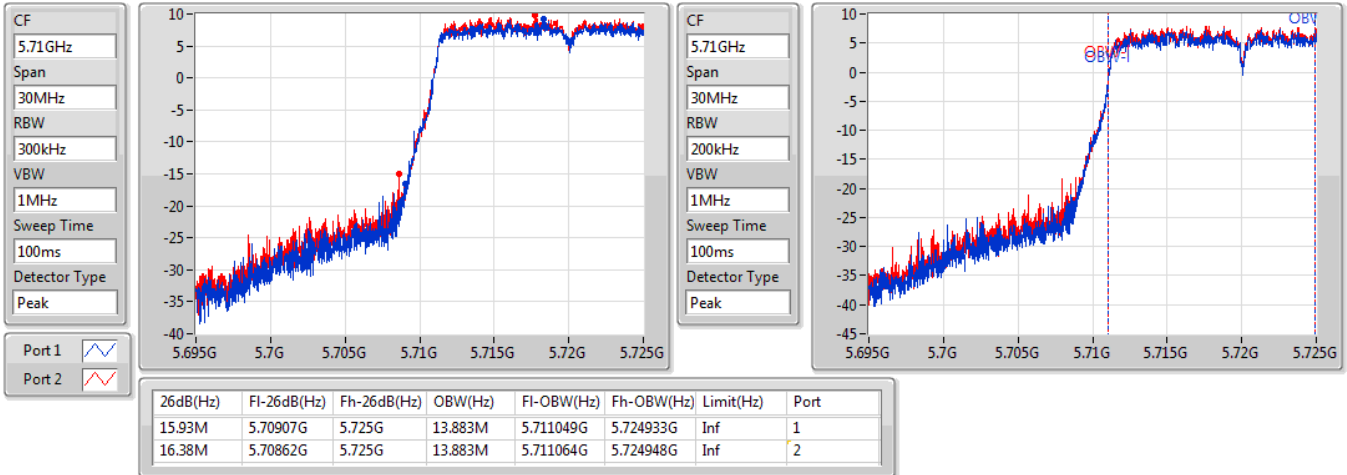 CF
5.71GHz
Span
30MHz
RBW
300kHz
VBW
1MHz
Sweep Time
100ms
Detector Type
Peak
Port 1
Port 2
10
5
0
-5
-10
-15
-20
-25
-30
-35
-40
5.695G 5.7G 5.705G 5.71G 5.715G 5.72G 5.725G
CF
5.71GHz
Span
30MHz
RBW
200kHz
VBW
1MHz
Sweep Time
100ms
Detector Type
Peak
10
5
0
-5
-10
-15
-20
-25
-30
-35
-40
-45
OBW-l
OBW
5.695G 5.7G 5.705G 5.71G 5.715G 5.72G 5.725G
26dB(Hz) Fl-26dB(Hz) Fh-26dB(Hz) OBW(Hz) Fl-OBW(Hz) Fh-OBW(Hz) Limit(Hz) Port
15.93M 5.70907G 5.725G 13.883M 5.711049G 5.724933G Inf 1
16.38M 5.70862G 5.725G 13.883M 5.711064G 5.724948G Inf 2